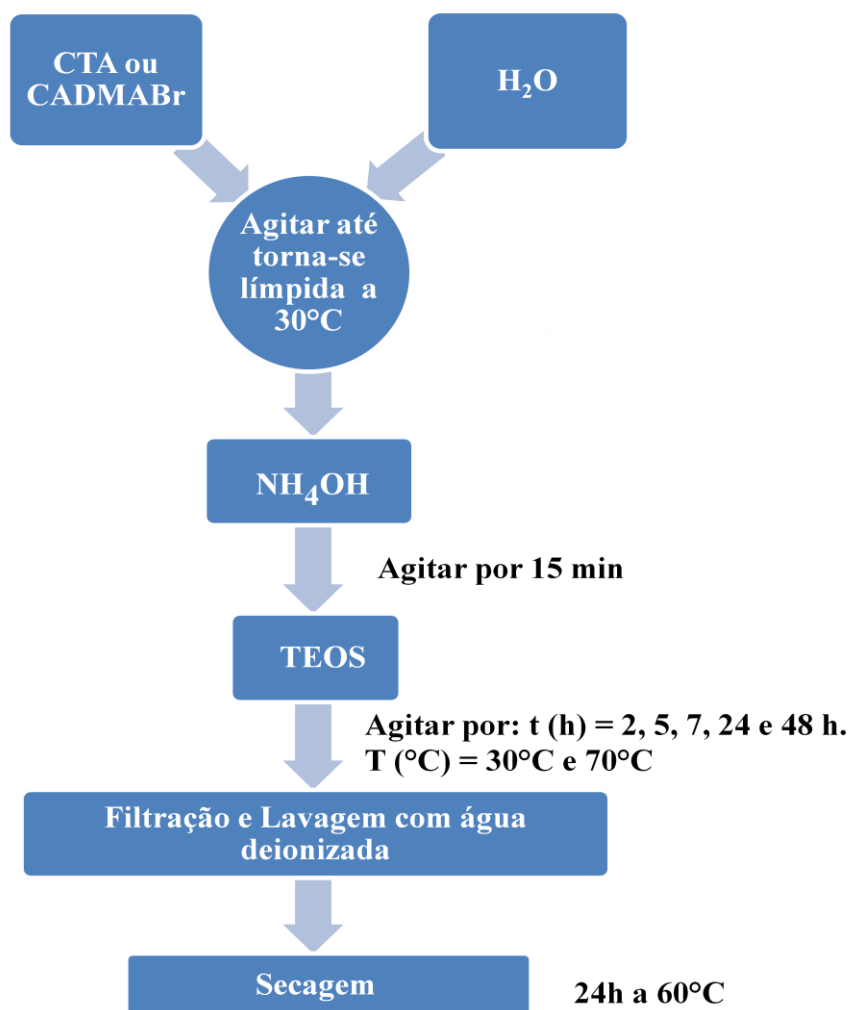 CTA ou
CADMABr
H₂O
Agitar até
torna-se
límpida a
30°C
NH₄OH
Agitar por 15 min
TEOS
Agitar por: t (h) = 2, 5, 7, 24 e 48 h.
T (°C) = 30°C e 70°C
Filtração e Lavagem com água
deionizada
Secagem
24h a 60°C